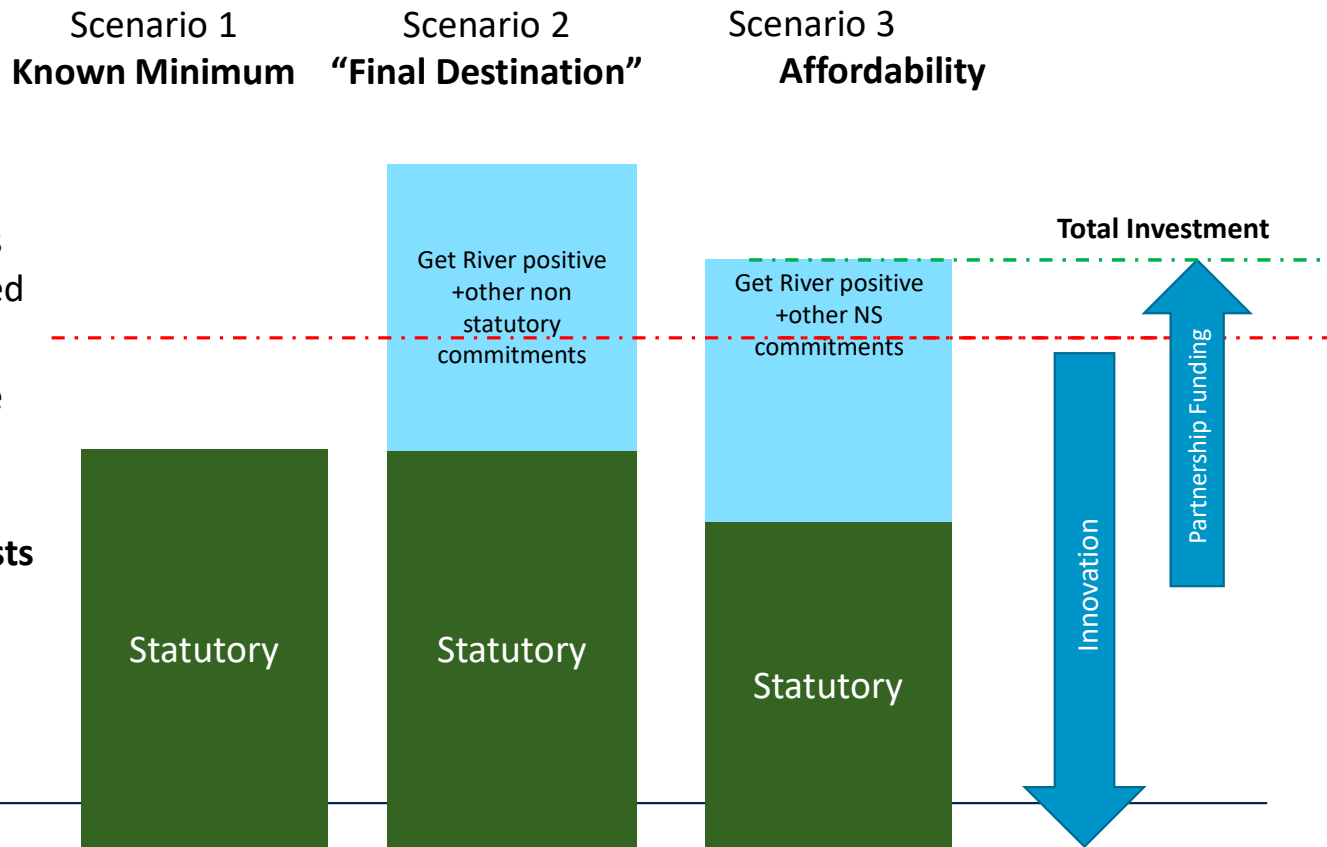 Scenario 1
Known Minimum
Scenario 2
“Final Destination”
Scenario 3
Affordability
Get River positive
+other non
statutory
commitments
Get River positive
+other NS
commitments
Total Investment
Partnership Funding
Innovation
Statutory
Statutory
Statutory